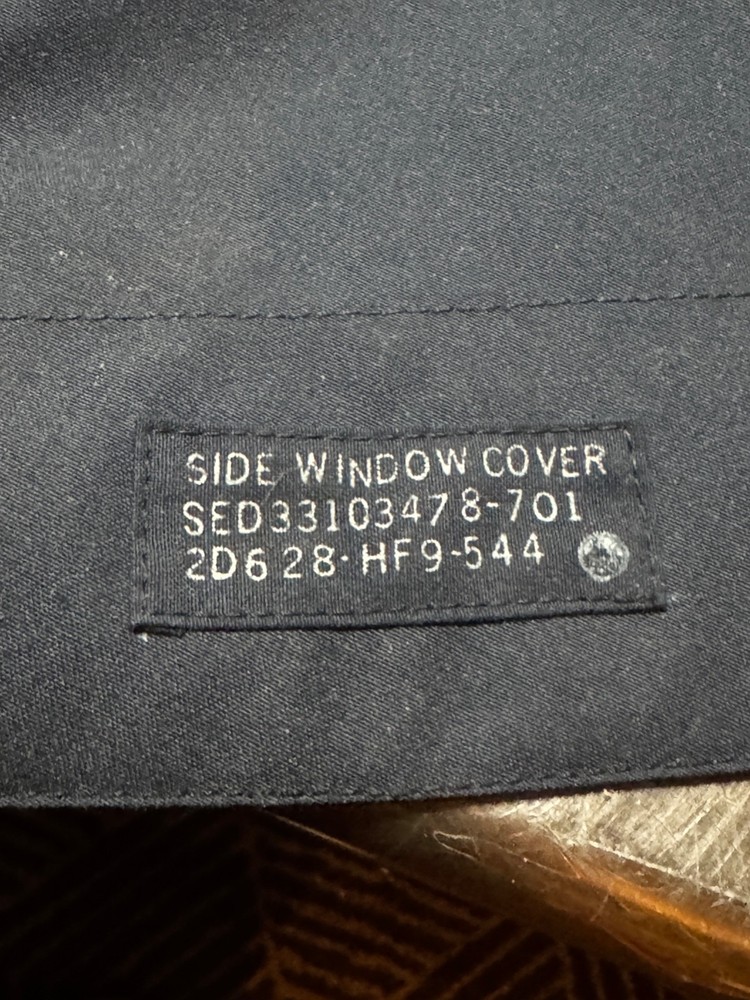 SIDE WINDOW COVER
SED33103478-701
2D628·HF9-544